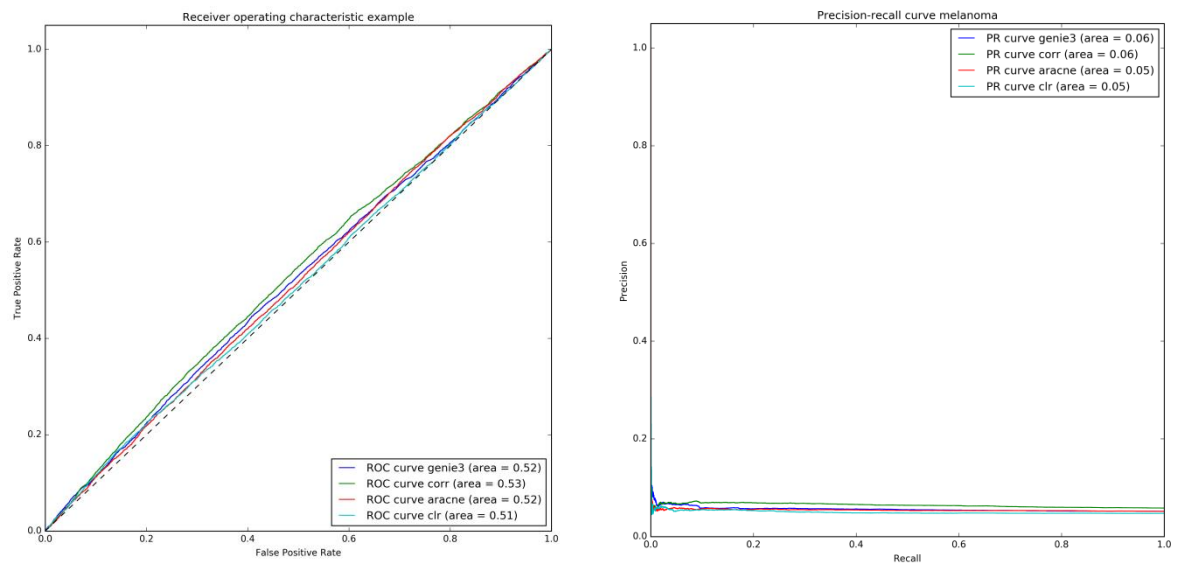 Receiver operating characteristic example
1.0
0.8
0.6
0.4
0.2
0.0
True Positive Rate
0.0 0.2 0.4 0.6 0.8 1.0
False Positive Rate
ROC curve genie3 (area = 0.52)
ROC curve corr (area = 0.53)
ROC curve aracne (area = 0.52)
ROC curve clr (area = 0.51)
Precision-recall curve melanoma
PR curve genie3 (area = 0.06)
PR curve corr (area = 0.06)
PR curve aracne (area = 0.05)
PR curve clr (area = 0.05)
1.0
0.8
0.6
0.4
0.2
0.0
Precision
0.0 0.2 0.4 0.6 0.8 1.0
Recall